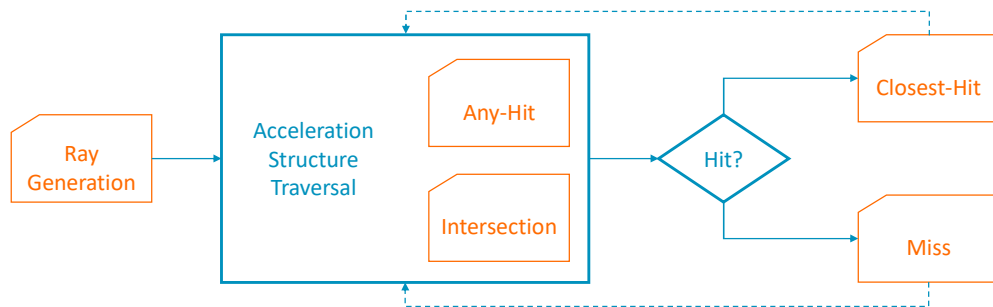 Ray
Generation
Acceleration
Structure
Traversal
Any-Hit
Intersection
Hit?
Closest-Hit
Miss